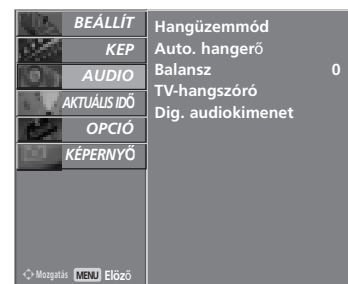 BEÁLLÍT
KEP
AUDIO
AKTUÁLIS IDŐ
OPCIÓ
KÉPERNYŐ
Hangüzemmód
Auto. hangerő
Balansz 0
TV-hangszóró
Dig. audiokimenet
Mozgatás MENU Előző